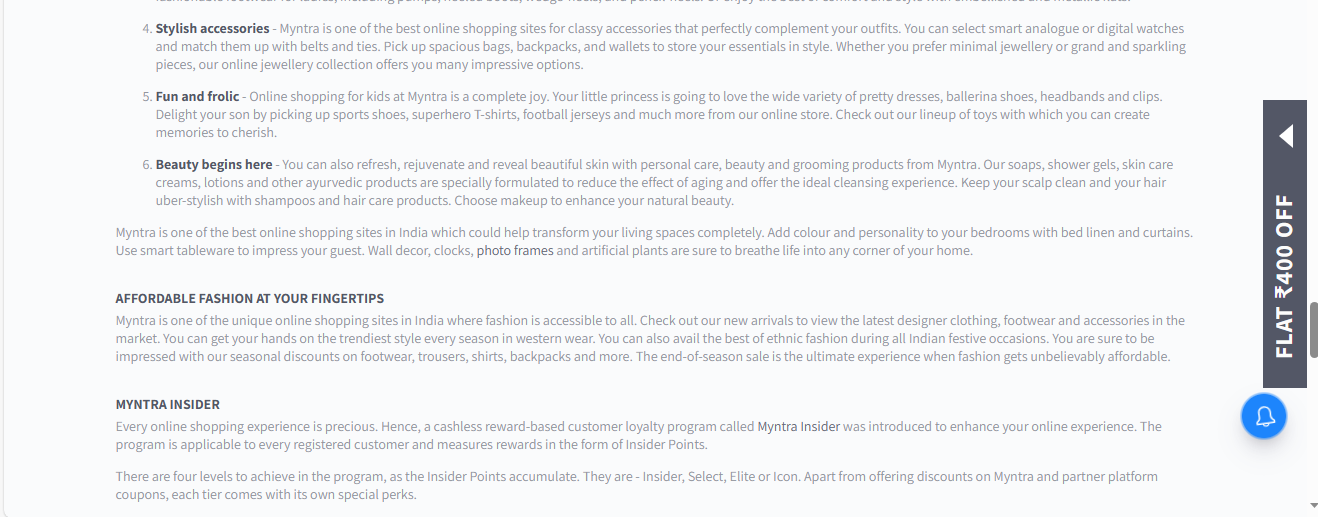 4. Stylish accessories - Myntra is one of the best online shopping sites for classy accessories that perfectly complement your outfits. You can select smart analogue or digital watches
and match them up with belts and ties. Pick up spacious bags, backpacks, and wallets to store your essentials in style. Whether you prefer minimal jewellery or grand and sparkling
pieces, our online jewellery collection offers you many impressive options.
5. Fun and frolic - Online shopping for kids at Myntra is a complete joy. Your little princess is going to love the wide variety of pretty dresses, ballerina shoes, headbands and clips.
Delight your son by picking up sports shoes, superhero T-shirts, football jerseys and much more from our online store. Check out our lineup of toys with which you can create
memories to cherish.
6. Beauty begins here - You can also refresh, rejuvenate and reveal beautiful skin with personal care, beauty and grooming products from Myntra. Our soaps, shower gels, skin care
creams, lotions and other ayurvedic products are specially formulated to reduce the effect of aging and offer the ideal cleansing experience. Keep your scalp clean and your hair
uber-stylish with shampoos and hair care products. Choose makeup to enhance your natural beauty.
Myntra is one of the best online shopping sites in India which could help transform your living spaces completely. Add colour and personality to your bedrooms with bed linen and curtains.
Use smart tableware to impress your guest. Wall decor, clocks, photo frames and artificial plants are sure to breathe life into any corner of your home.
AFFORDABLE FASHION AT YOUR FINGERTIPS
Myntra is one of the unique online shopping sites in India where fashion is accessible to all. Check out our new arrivals to view the latest designer clothing, footwear and accessories in the
market. You can get your hands on the trendiest style every season in western wear. You can also avail the best of ethnic fashion during all Indian festive occasions. You are sure to be
impressed with our seasonal discounts on footwear, trousers, shirts, backpacks and more. The end-of-season sale is the ultimate experience when fashion gets unbelievably affordable.
MYNTRA INSIDER
Every online shopping experience is precious. Hence, a cashless reward-based customer loyalty program called Myntra Insider was introduced to enhance your online experience. The
program is applicable to every registered customer and measures rewards in the form of Insider Points.
There are four levels to achieve in the program, as the Insider Points accumulate. They are - Insider, Select, Elite or Icon. Apart from offering discounts on Myntra and partner platform
coupons, each tier comes with its own special perks.
FLAT ₹400 OFF